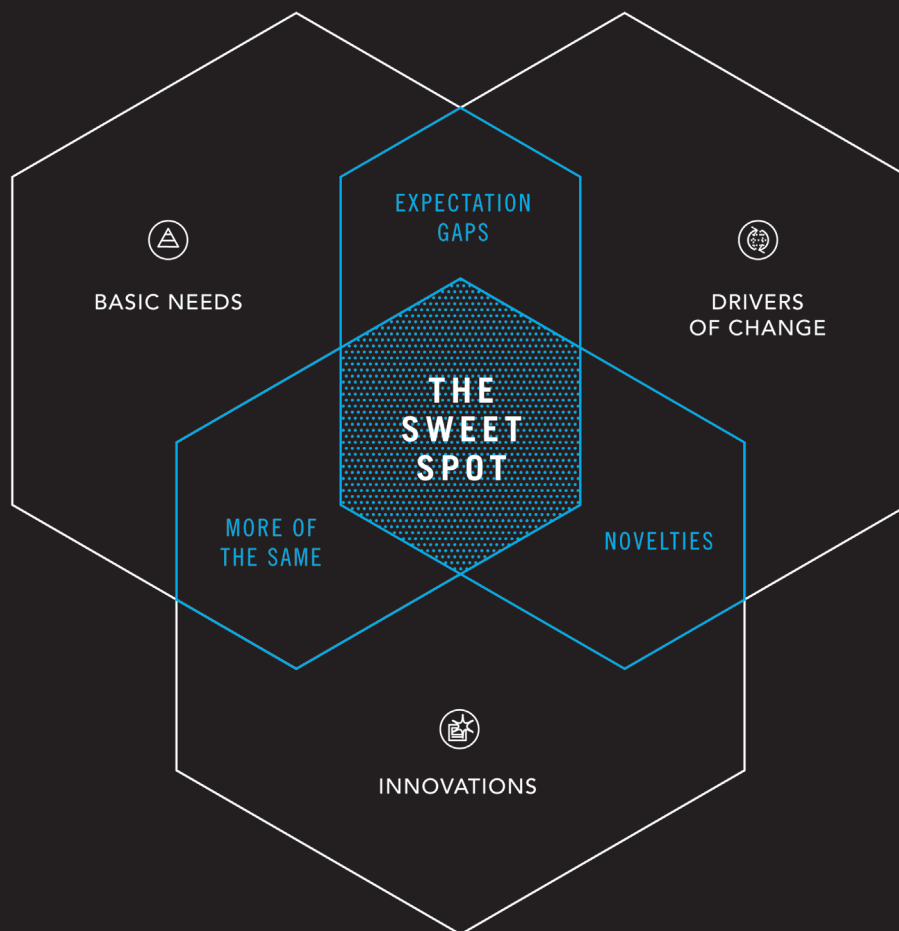 EXPECTATION
GAPS
BASIC NEEDS
DRIVERS
OF CHANGE
THE
SWEET
SPOT
MORE OF
THE SAME
NOVELTIES
INNOVATIONS